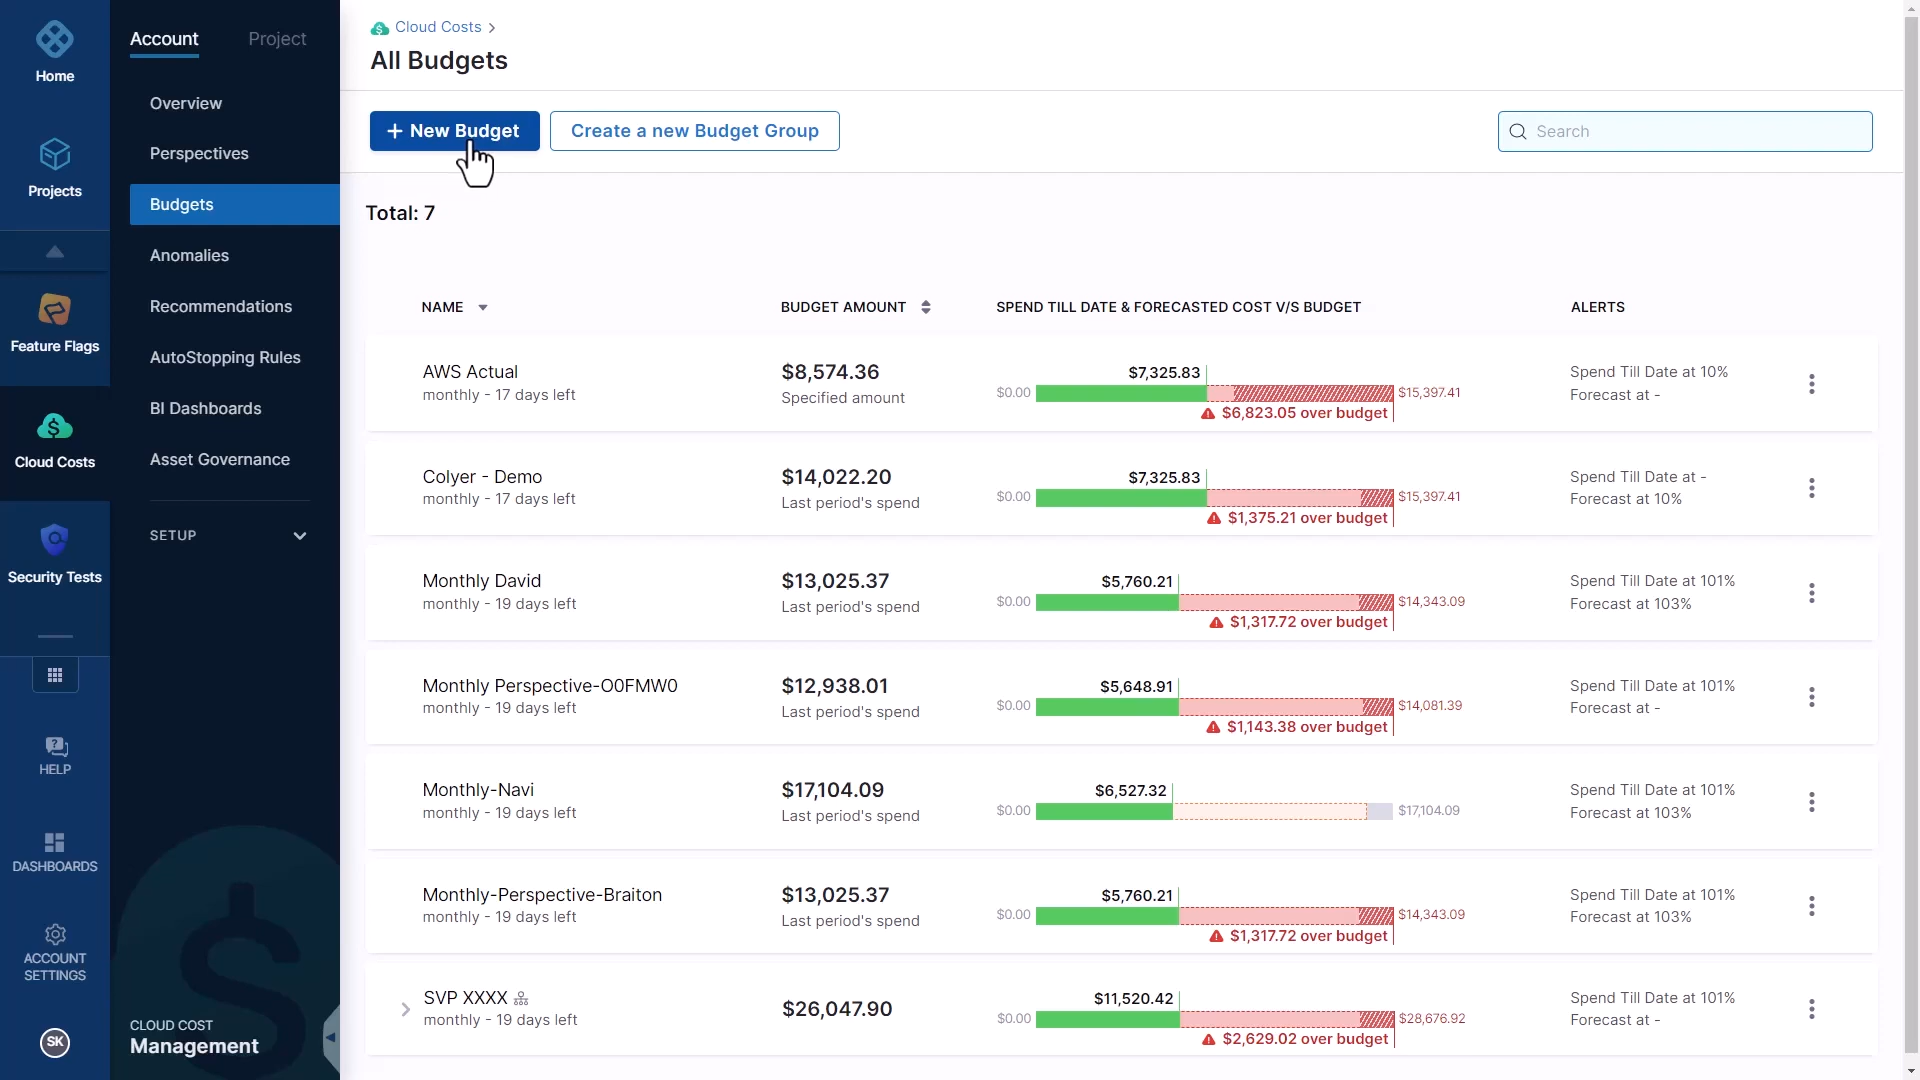 Home
Projects
Feature Flags
Cloud Costs
Security Tests
HELP
DASHBOARDS
ACCOUNT
SETTINGS
SK
Account
Project
Overview
Perspectives
Budgets
Anomalies
Recommendations
AutoStopping Rules
BI Dashboards
Asset Governance
SETUP
CLOUD COST
Management
Cloud Costs
All Budgets
+ New Budget
Create a new Budget Group
Search
Total: 7
NAME
BUDGET AMOUNT
SPEND TILL DATE & FORECASTED COST V/S BUDGET
ALERTS
AWS Actual
monthly - 17 days left
$8,574.36
Specified amount
$7,325.83
$0.00
$15,397.41
$6,823.05 over budget
Spend Till Date at 10%
Forecast at -
Colyer - Demo
monthly - 17 days left
$14,022.20
Last period's spend
$7,325.83
$0.00
$15,397.41
$1,375.21 over budget
Spend Till Date at -
Forecast at 10%
Monthly David
monthly - 19 days left
$13,025.37
Last period's spend
$5,760.21
$0.00
$14,343.09
$1,317.72 over budget
Spend Till Date at 101%
Forecast at 103%
Monthly Perspective-O0FMW0
monthly - 19 days left
$12,938.01
Last period's spend
$5,648.91
$0.00
$14,081.39
$1,143.38 over budget
Spend Till Date at 101%
Forecast at -
Monthly-Navi
monthly - 19 days left
$17,104.09
Last period's spend
$6,527.32
$0.00
$17,104.09
Spend Till Date at 101%
Forecast at 103%
Monthly-Perspective-Braiton
monthly - 19 days left
$13,025.37
Last period's spend
$5,760.21
$0.00
$14,343.09
$1,317.72 over budget
Spend Till Date at 101%
Forecast at 103%
SVP XXXX
monthly - 19 days left
$26,047.90
$11,520.42
$0.00
$28,676.92
$2,629.02 over budget
Spend Till Date at 101%
Forecast at -